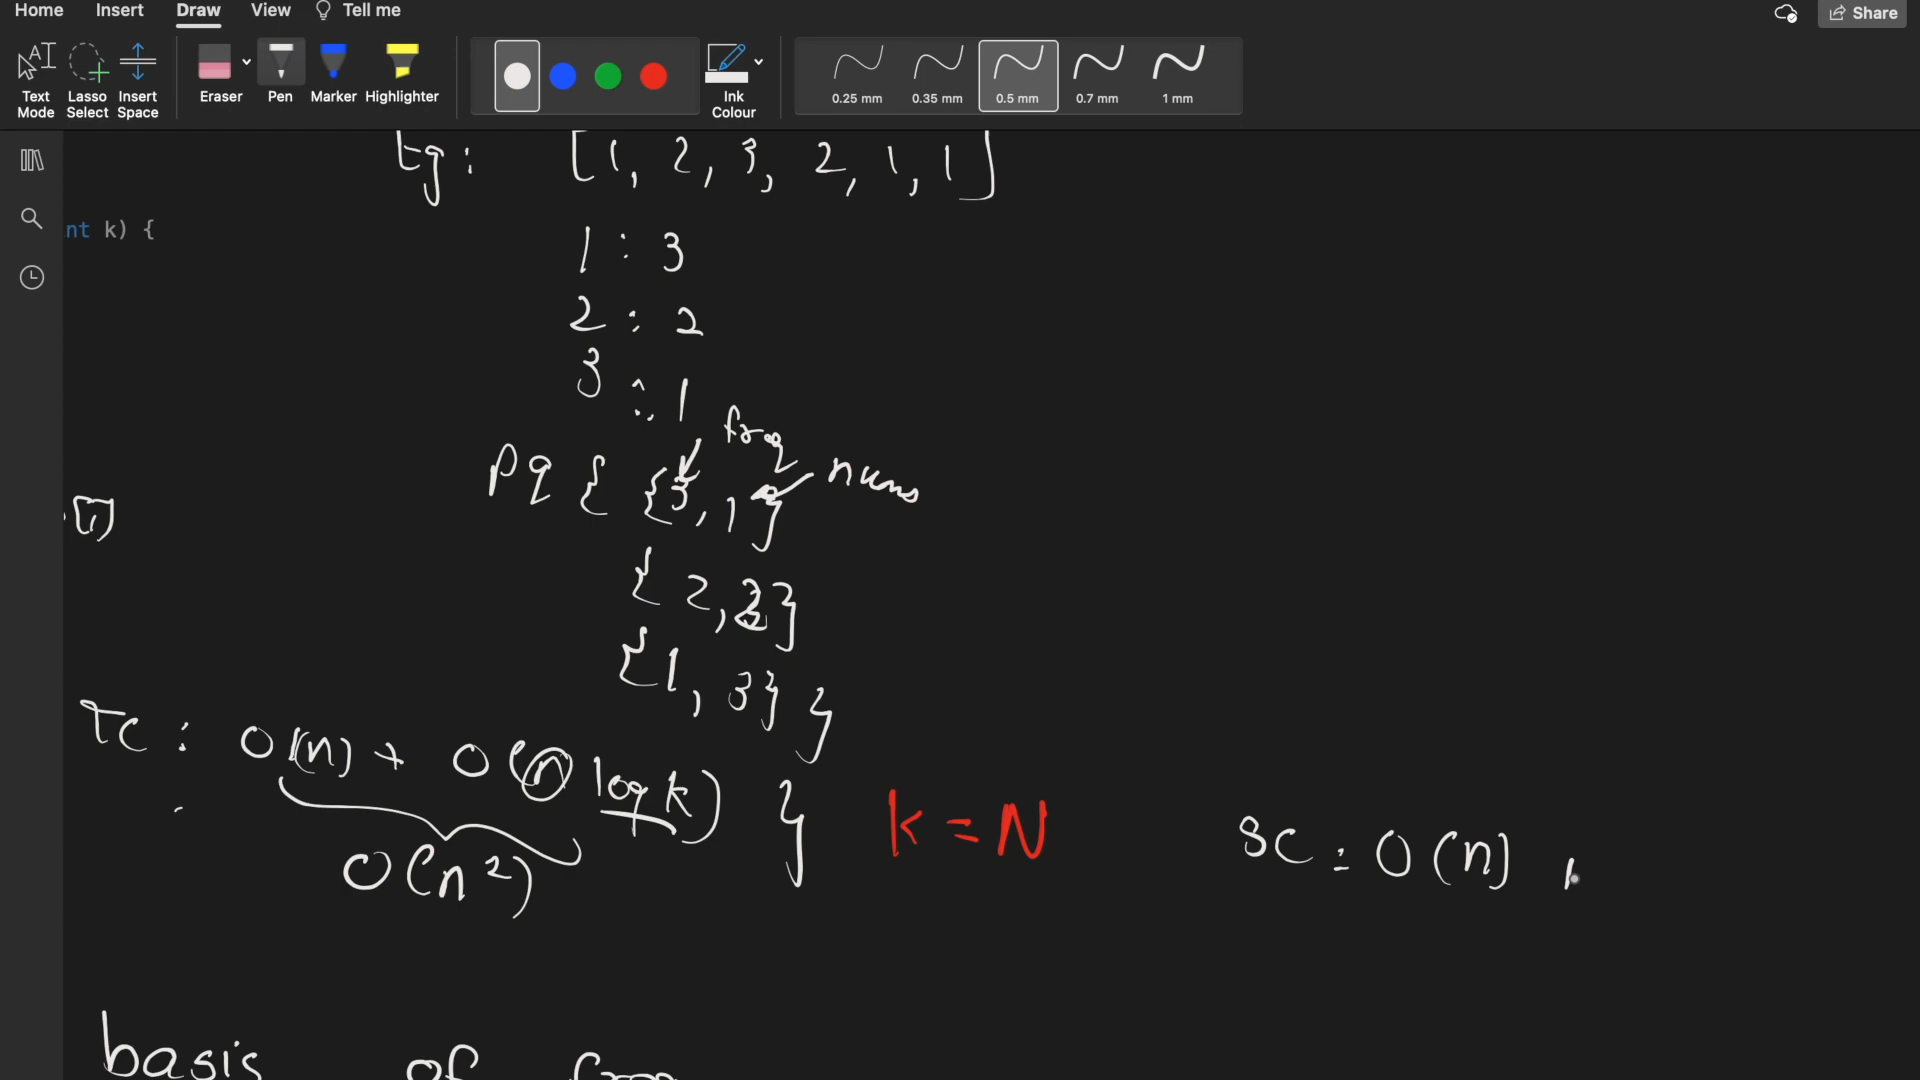 Home Insert Draw View Tell me Share
Text Mode
Lasso Select
Insert Space
Eraser
Pen
Marker
Highlighter
Ink Colour
0.25 mm
0.35 mm
0.5 mm
0.7 mm
1 mm
Eg: [1, 2, 3, 2, 1, 1]
int k) {
1 : 3
2 : 2
3 : 1
freq
nums
pq { {3, 1}
{2, 2}
{1, 3} }
TC : O(n) + O(n log k) }
O(n²)
k = N
SC : O(n)
basis of freq